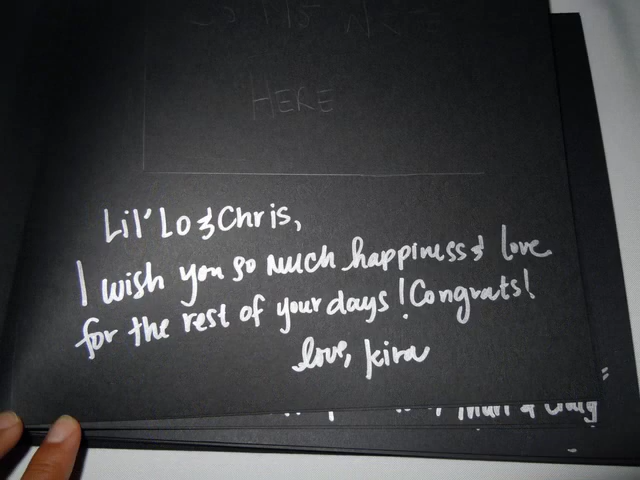 HERE
Lil' Lo & Chris,
I wish you so much happiness & love
for the rest of your days! Congrats!
love, kira
& Craig